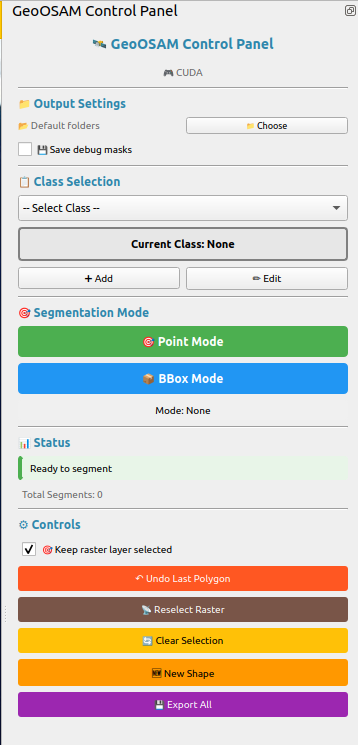 GeoOSAM Control Panel
🛰️ GeoOSAM Control Panel
🎮 CUDA
📁 Output Settings
📂 Default folders
📁 Choose
💾 Save debug masks
📋 Class Selection
-- Select Class --
Current Class: None
➕ Add
✏ Edit
🎯 Segmentation Mode
🎯 Point Mode
📦 BBox Mode
Mode: None
📊 Status
Ready to segment
Total Segments: 0
⚙ Controls
🎯 Keep raster layer selected
↶ Undo Last Polygon
📡 Reselect Raster
🔄 Clear Selection
🆕 New Shape
💾 Export All